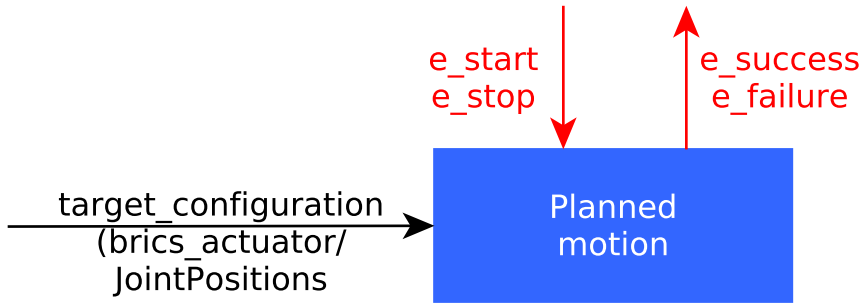 e_start
e_stop
e_success
e_failure
target_configuration
(brics_actuator/
JointPositions
Planned
motion